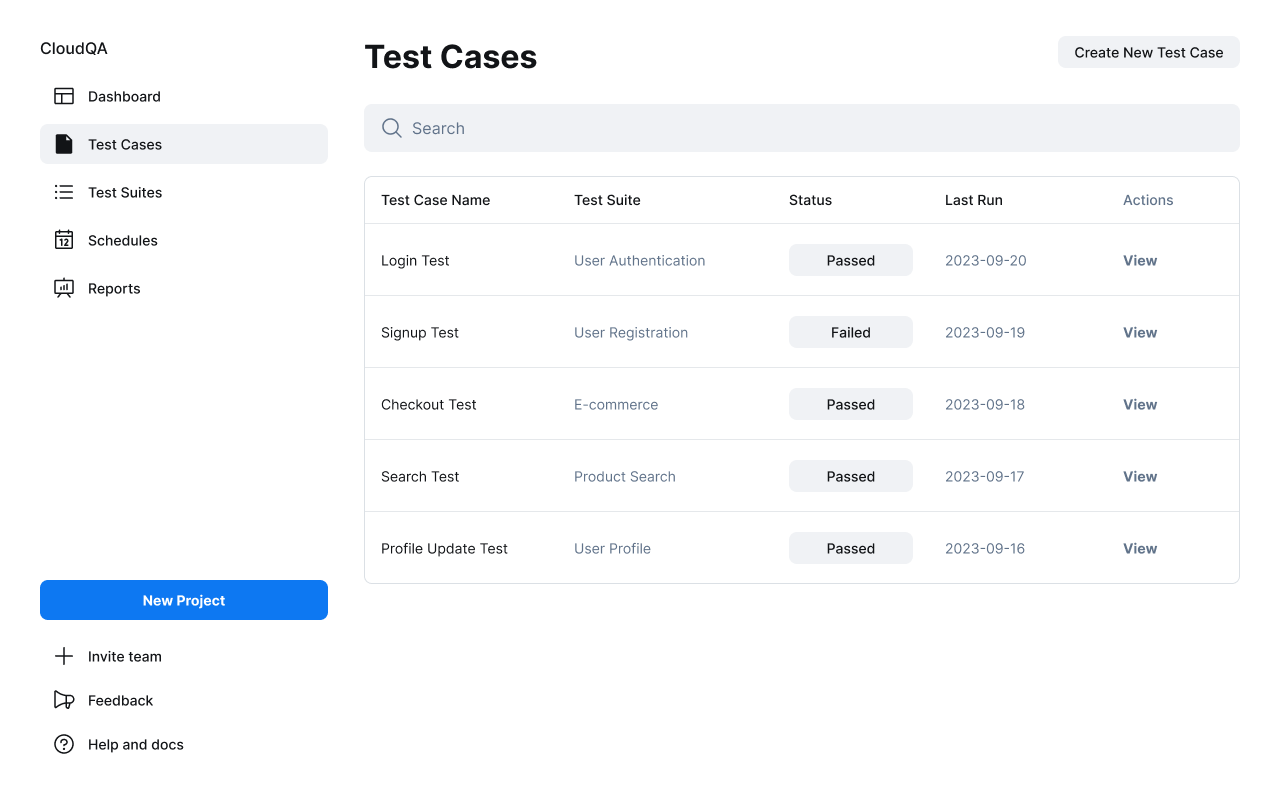 CloudQA
Dashboard
Test Cases
Test Suites
12
Schedules
Reports
New Project
Invite team
Feedback
Help and docs
Test Cases
Create New Test Case
Search
Test Case Name Test Suite Status Last Run Actions
Login Test User Authentication Passed 2023-09-20 View
Signup Test User Registration Failed 2023-09-19 View
Checkout Test E-commerce Passed 2023-09-18 View
Search Test Product Search Passed 2023-09-17 View
Profile Update Test User Profile Passed 2023-09-16 View